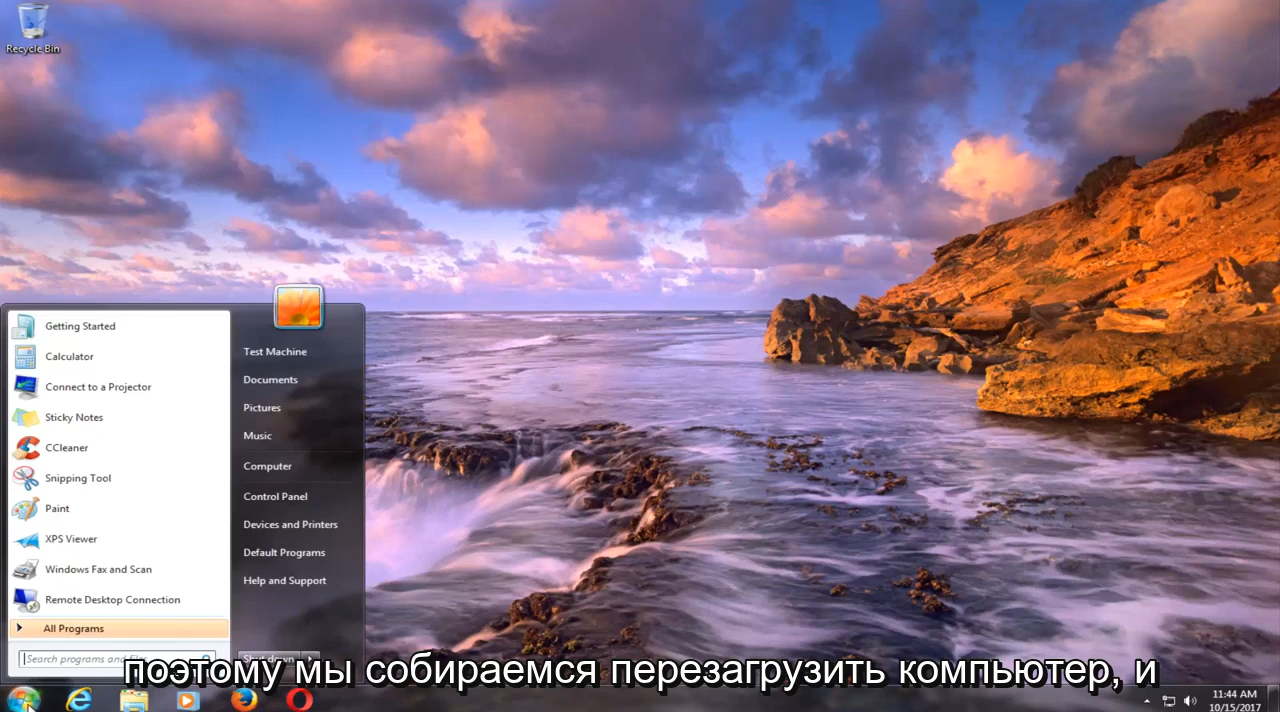 Recycle Bin
Getting Started
Calculator
Connect to a Projector
Sticky Notes
CCleaner
Snipping Tool
Paint
XPS Viewer
Windows Fax and Scan
Remote Desktop Connection
All Programs
Search programs and files
Test Machine
Documents
Pictures
Music
Computer
Control Panel
Devices and Printers
Default Programs
Help and Support
Shut down
поэтому мы собираемся перезагрузить компьютер, и
11:44 AM
10/15/2017